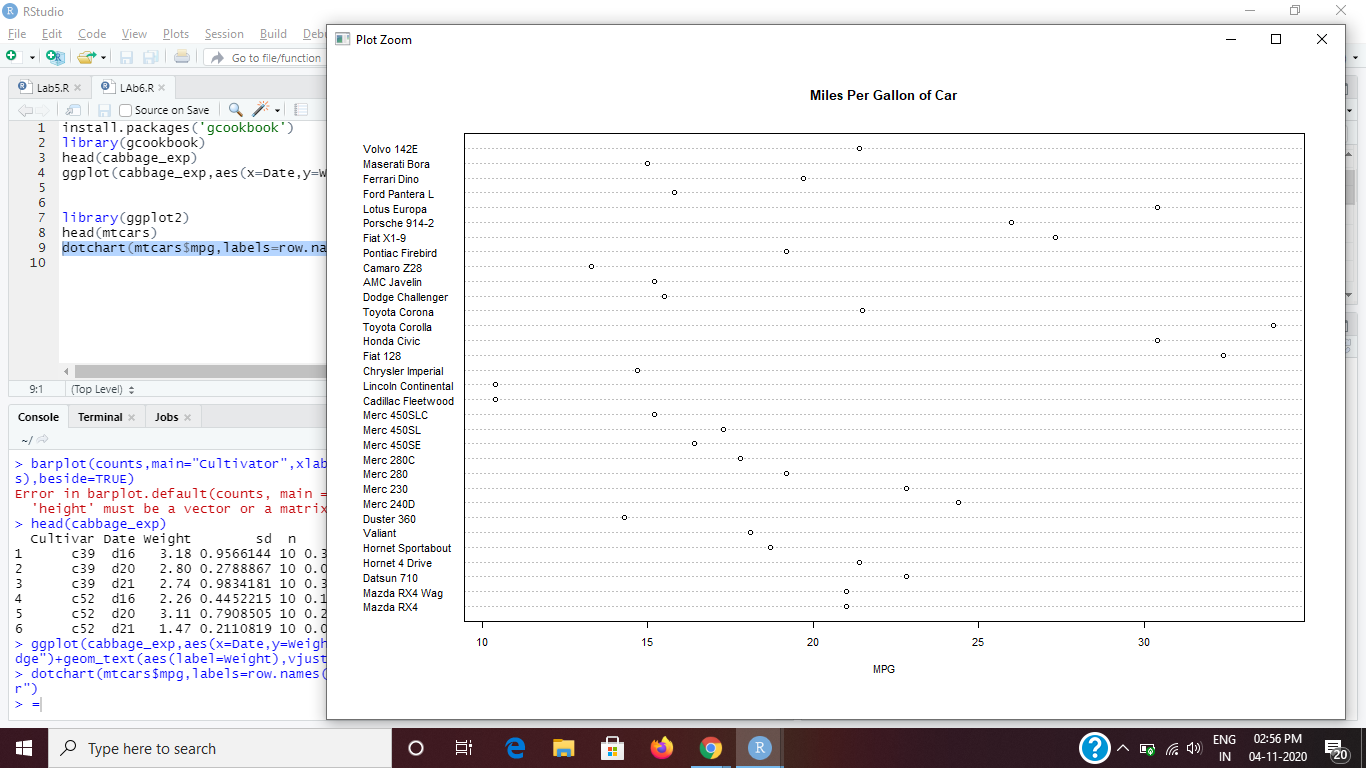 RStudio
File Edit Code View Plots Session Build Debu
Go to file/function
Lab5.R
LAb6.R
Source on Save
1 install.packages('gcookbook')
2 library(gcookbook)
3 head(cabbage_exp)
4 ggplot(cabbage_exp,aes(x=Date,y=W
5
6
7 library(ggplot2)
8 head(mtcars)
9 dotchart(mtcars$mpg,labels=row.na
10
9:1 (Top Level)
Console Terminal Jobs
~/
> barplot(counts,main="Cultivator",xlab
s),beside=TRUE)
Error in barplot.default(counts, main =
'height' must be a vector or a matrix
> head(cabbage_exp)
Cultivar Date Weight sd n
1 c39 d16 3.18 0.9566144 10 0.3
2 c39 d20 2.80 0.2788867 10 0.0
3 c39 d21 2.74 0.9834181 10 0.3
4 c52 d16 2.26 0.4452215 10 0.1
5 c52 d20 3.11 0.7908505 10 0.2
6 c52 d21 1.47 0.2110819 10 0.0
> ggplot(cabbage_exp,aes(x=Date,y=Weigh
dge")+geom_text(aes(label=Weight),vjust
> dotchart(mtcars$mpg,labels=row.names(
r")
> =
Plot Zoom
Miles Per Gallon of Car
Volvo 142E
Maserati Bora
Ferrari Dino
Ford Pantera L
Lotus Europa
Porsche 914-2
Fiat X1-9
Pontiac Firebird
Camaro Z28
AMC Javelin
Dodge Challenger
Toyota Corona
Toyota Corolla
Honda Civic
Fiat 128
Chrysler Imperial
Lincoln Continental
Cadillac Fleetwood
Merc 450SLC
Merc 450SL
Merc 450SE
Merc 280C
Merc 280
Merc 230
Merc 240D
Duster 360
Valiant
Hornet Sportabout
Hornet 4 Drive
Datsun 710
Mazda RX4 Wag
Mazda RX4
10 15 20 25 30
MPG
Type here to search
ENG
IN
02:56 PM
04-11-2020
20